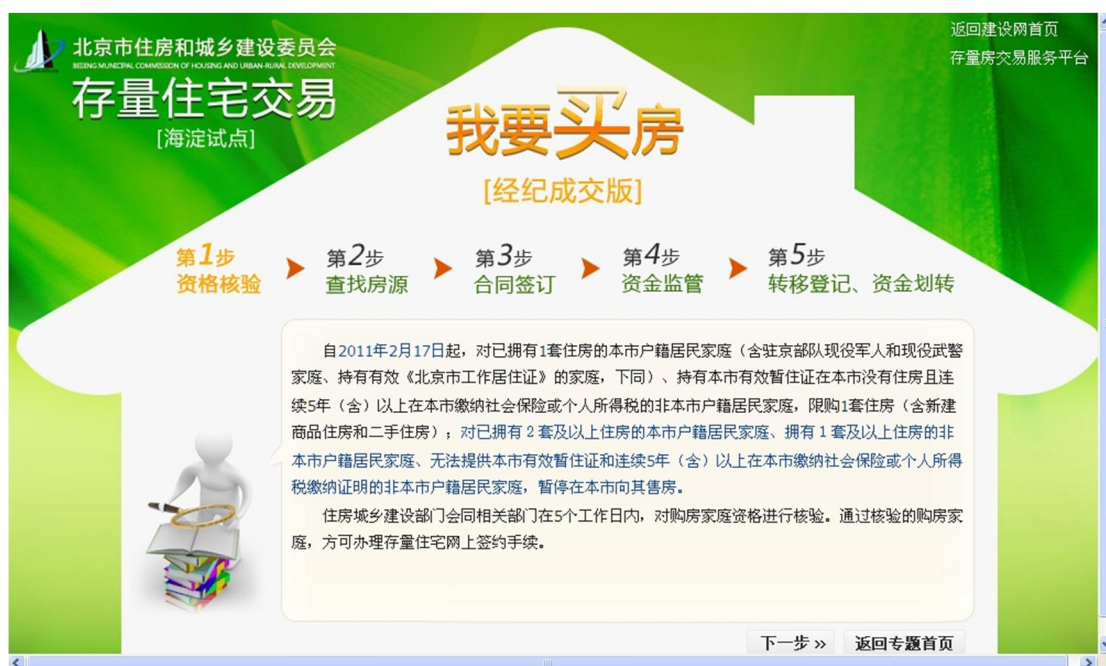 返回建设网首页
存量房交易服务平台
北京市住房和城乡建设委员会
BEIJING MUNICIPAL COMMISSION OF HOUSING AND URBAN-RURAL DEVELOPMENT
存量住宅交易
[海淀试点]
我要买房
[经纪成交版]
第1步 第2步 第3步 第4步 第5步
资格核验 查找房源 合同签订 资金监管 转移登记、资金划转
自2011年2月17日起，对已拥有1套住房的本市户籍居民家庭（含驻京部队现役军人和现役武警
家庭、持有有效《北京市工作居住证》的家庭，下同）、持有本市有效暂住证在本市没有住房且连
续5年（含）以上在本市缴纳社会保险或个人所得税的非本市户籍居民家庭，限购1套住房（含新建
商品住房和二手住房）；对已拥有2套及以上住房的本市户籍居民家庭、拥有1套及以上住房的非
本市户籍居民家庭、无法提供本市有效暂住证和连续5年（含）以上在本市缴纳社会保险或个人所得
税缴纳证明的非本市户籍居民家庭，暂停在本市向其售房。
住房城乡建设部门会同相关部门在5个工作日内，对购房家庭资格进行核验。通过核验的购房家
庭，方可办理存量住宅网上签约手续。
下一步 » 返回专题首页